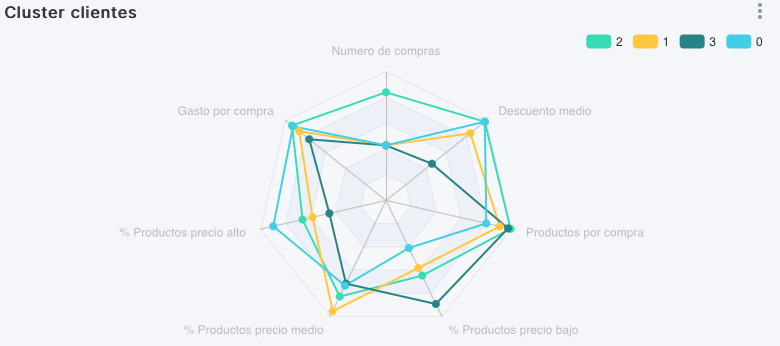 Cluster clientes
2
1
3
0
Numero de compras
Gasto por compra
Descuento medio
% Productos precio alto
Productos por compra
% Productos precio medio
% Productos precio bajo